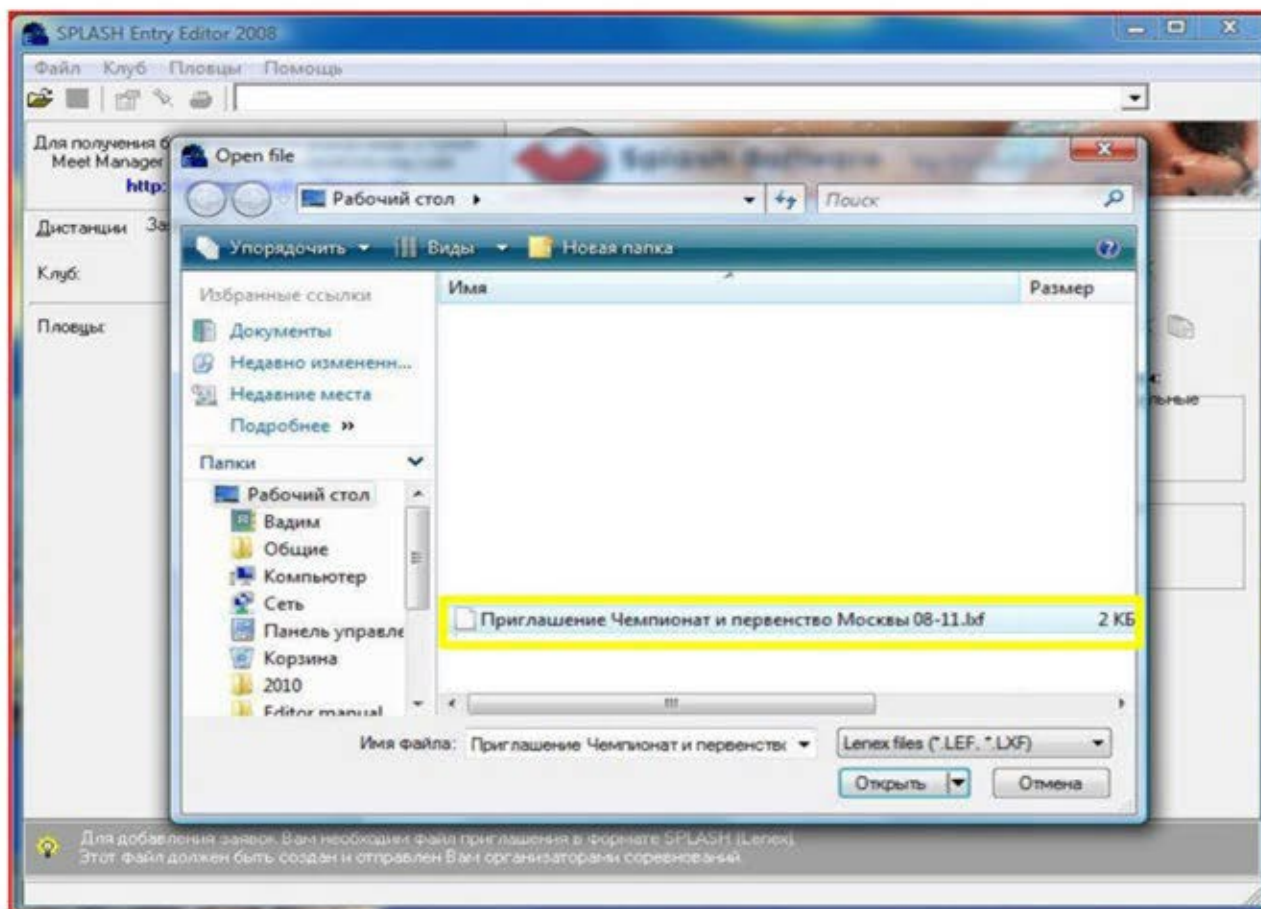 SPLASH Entry Editor 2008
Файл Клуб Пловцы Помощь
Для получения
Meet Manager
http:
Splash Software
Open file
Рабочий стол
Поиск
Дистанции
Упорядочить Виды Новая папка
Клуб:
Избранные ссылки
Имя Размер
Пловцы:
Документы
Недавно измененн...
Недавние места
Подробнее »
Папки
Рабочий стол
Вадим
Общие
Компьютер
Сеть
Панель управле
Корзина
2010
Editor manual
Приглашение Чемпионат и первенство Москвы 08-11.lxf 2 КБ
Имя файла: Приглашение Чемпионат и первенство
Lenex files (*.LEF, *.LXF)
Открыть Отмена
Для добавления заявок Вам необходим файл приглашения в формате SPLASH (Lenex).
Этот файл должен быть создан и отправлен Вам организаторами соревнований.